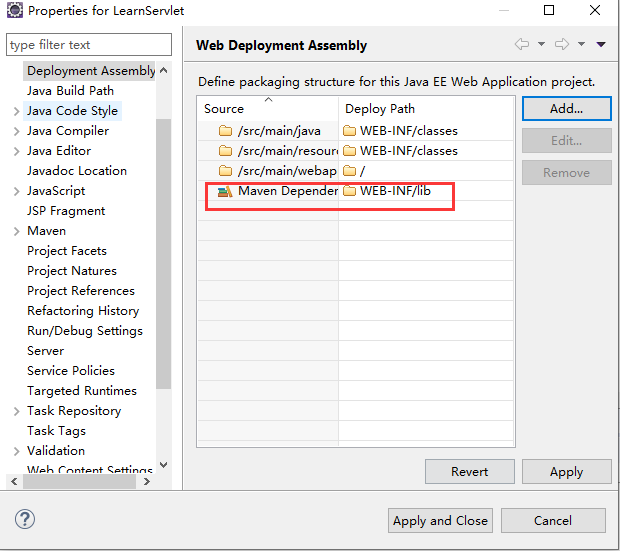 Properties for LearnServlet
type filter text
Deployment Assembly
Java Build Path
Java Code Style
Java Compiler
Java Editor
Javadoc Location
JavaScript
JSP Fragment
Maven
Project Facets
Project Natures
Project References
Refactoring History
Run/Debug Settings
Server
Service Policies
Targeted Runtimes
Task Repository
Task Tags
Validation
Web Content Settings
Web Deployment Assembly
Define packaging structure for this Java EE Web Application project.
Source Deploy Path
/src/main/java WEB-INF/classes
/src/main/resour WEB-INF/classes
/src/main/webap /
Maven Depender WEB-INF/lib
Add...
Edit...
Remove
Revert Apply
Apply and Close Cancel